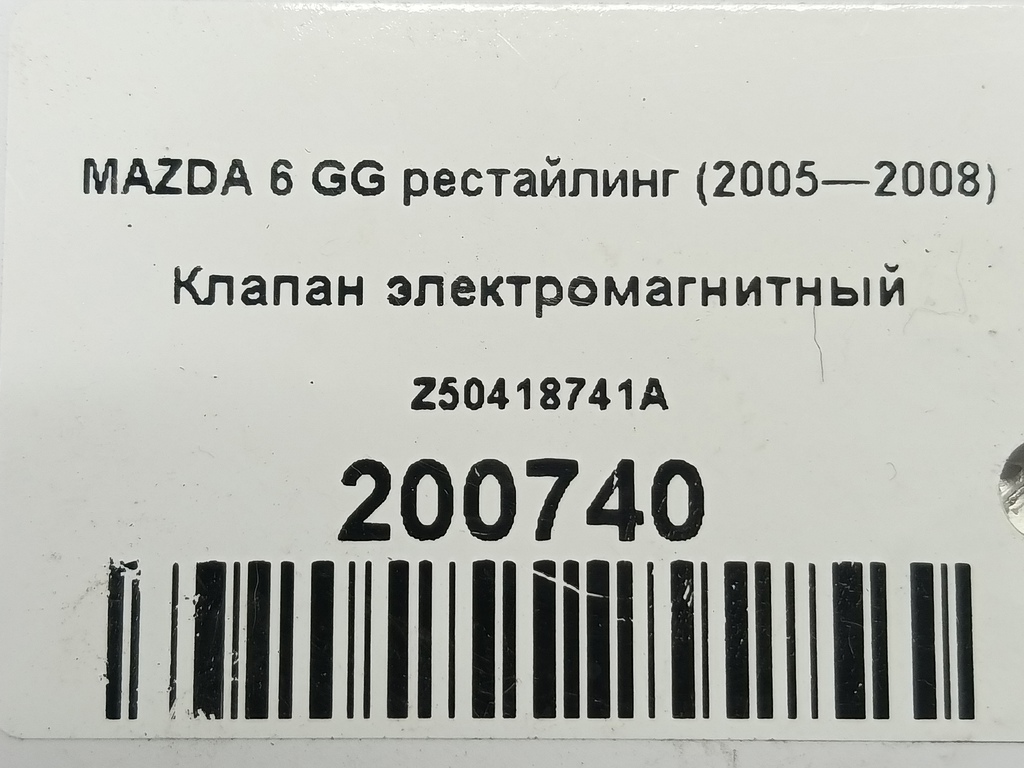 MAZDA 6 GG рестайлинг (2005—2008)
Клапан электромагнитный
Z50418741A
200740